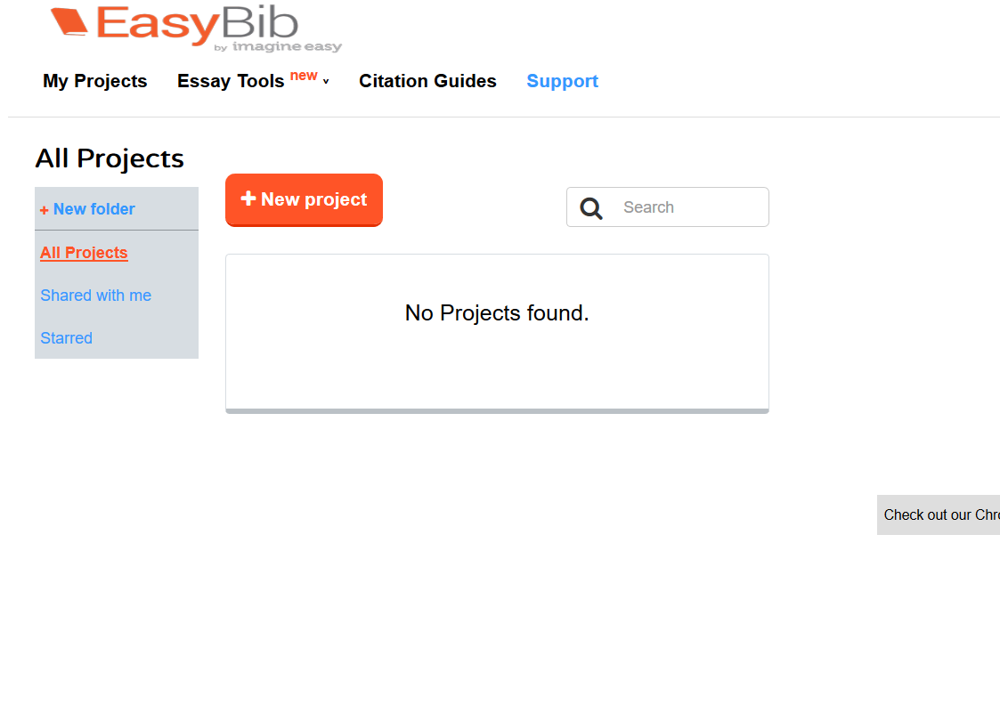 EasyBib
by imagine easy
My Projects Essay Tools new v Citation Guides Support
All Projects
+ New folder
All Projects
Shared with me
Starred
+ New project
Search
No Projects found.
Check out our Chr